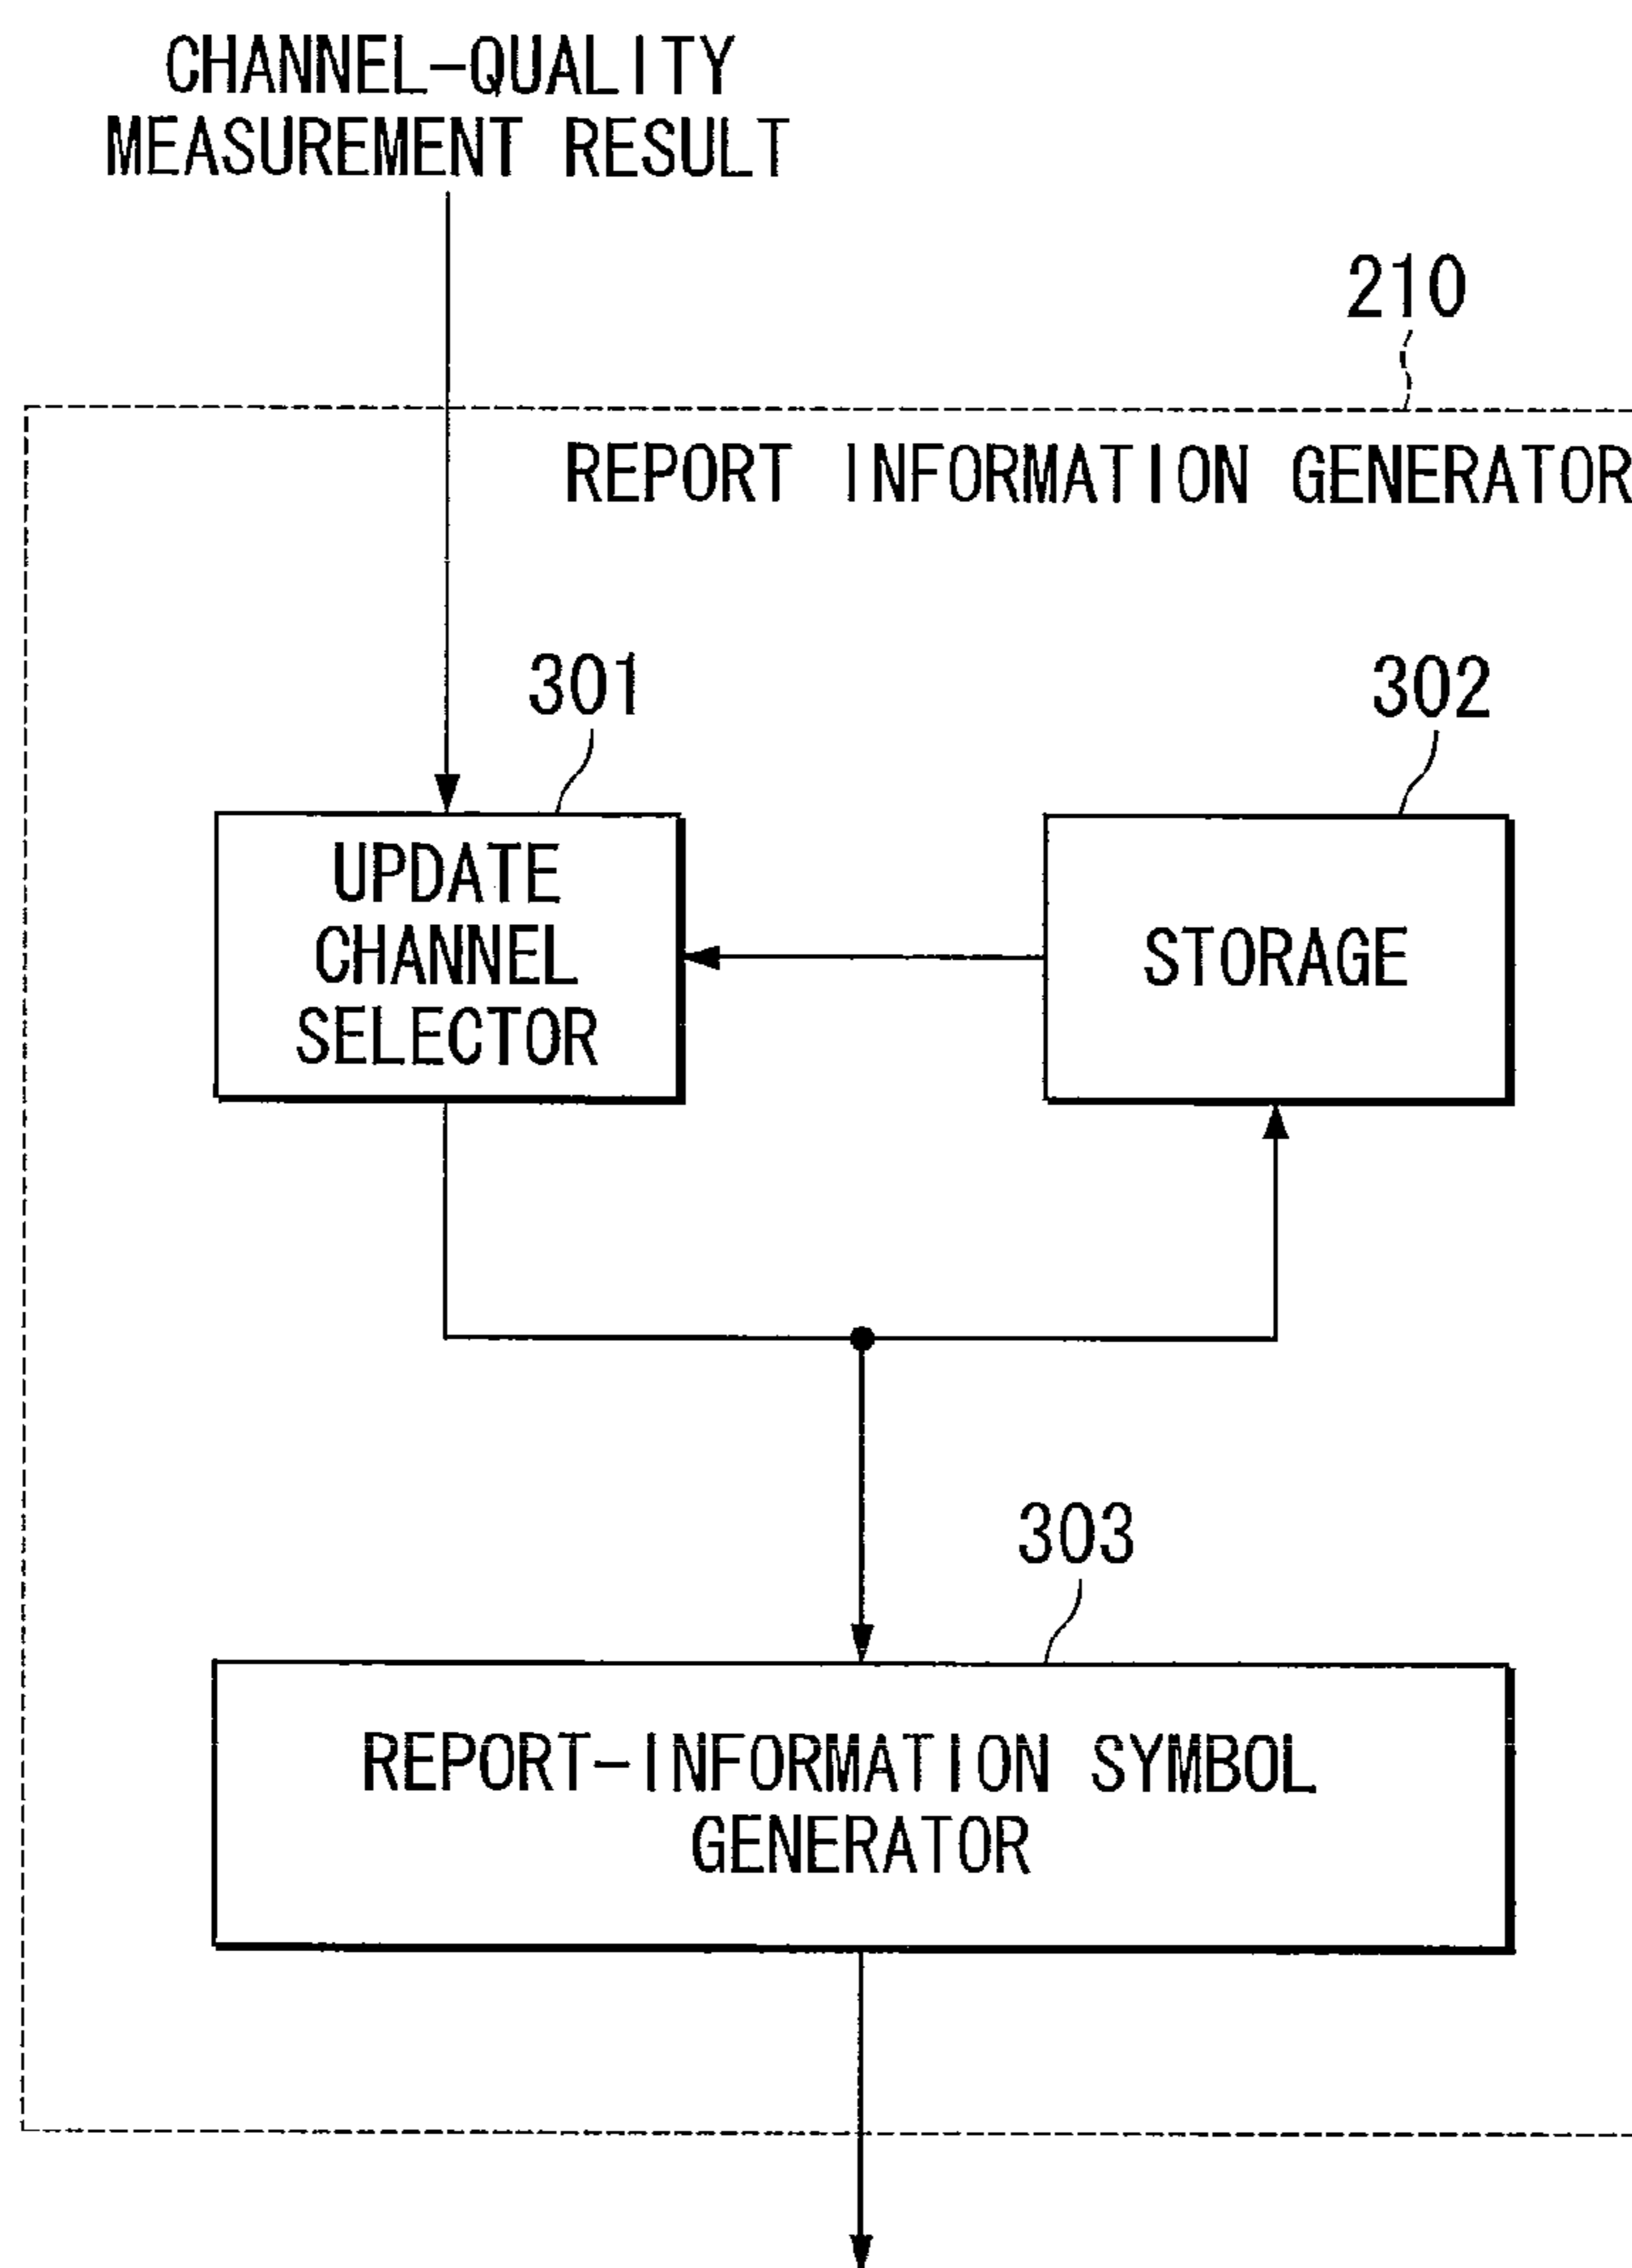 CHANNEL-QUALITY
MEASUREMENT RESULT
210
REPORT INFORMATION GENERATOR
301
302
UPDATE
CHANNEL
SELECTOR
STORAGE
303
REPORT-INFORMATION SYMBOL
GENERATOR